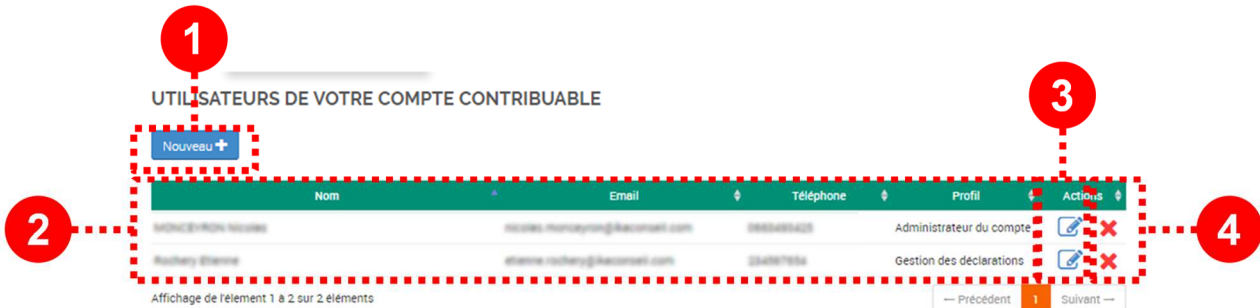 1
UTILISATEURS DE VOTRE COMPTE CONTRIBUABLE
3
Nouveau +
Nom Email Téléphone Profil Actions
2
Administrateur du compte
4
Gestion des déclarations
Affichage de l'élement 1 à 2 sur 2 éléments
← Précédent 1 Suivant →